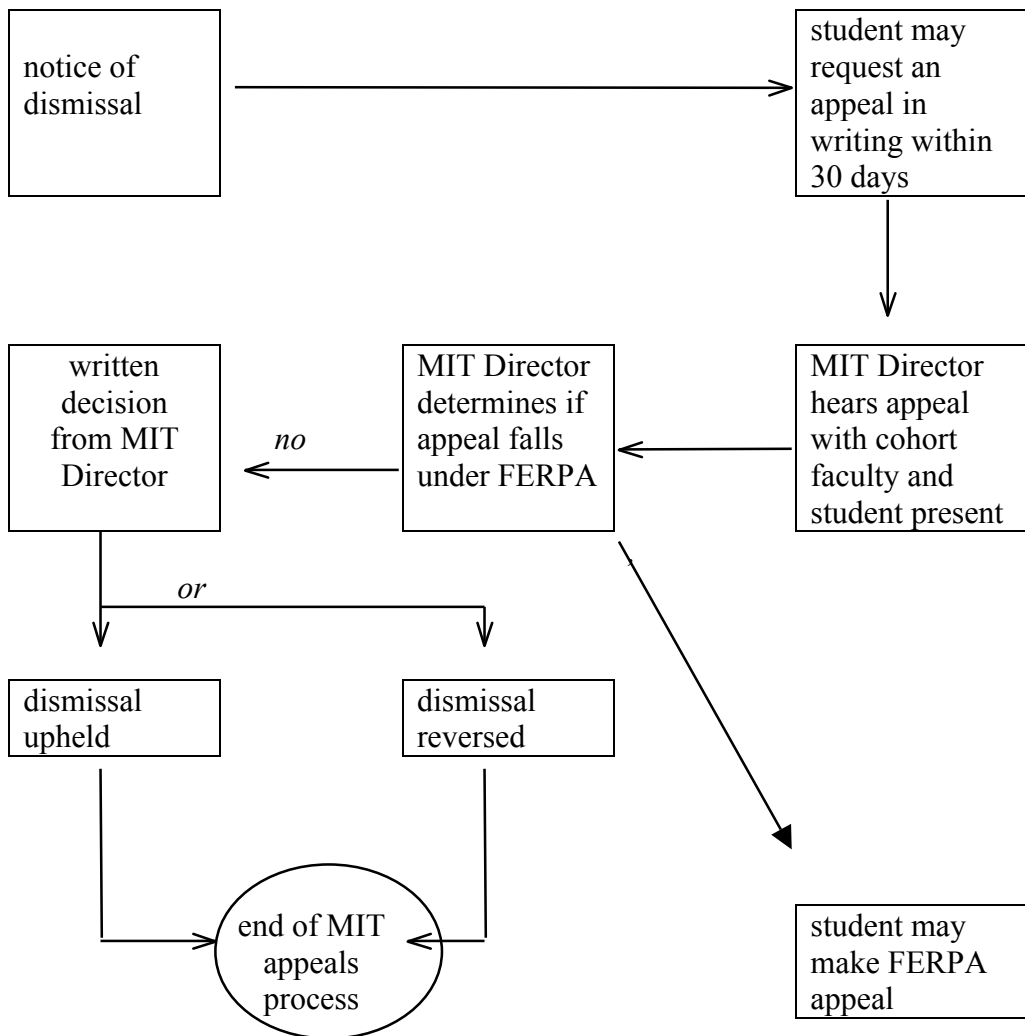 notice of
dismissal
student may
request an
appeal in
writing within
30 days
MIT Director
hears appeal
with cohort
faculty and
student present
MIT Director
determines if
appeal falls
under FERPA
no
written
decision
from MIT
Director
or
dismissal
upheld
dismissal
reversed
end of MIT
appeals
process
student may
make FERPA
appeal